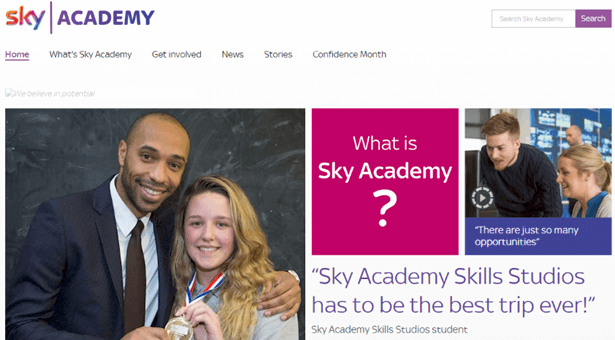 sky ACADEMY
Search Sky Academy
Search
Home
What's Sky Academy
Get involved
News
Stories
Confidence Month
We believe in potential
What is
Sky Academy
?
"There are just so many
opportunities"
“Sky Academy Skills Studios
has to be the best trip ever!”
Sky Academy Skills Studios student